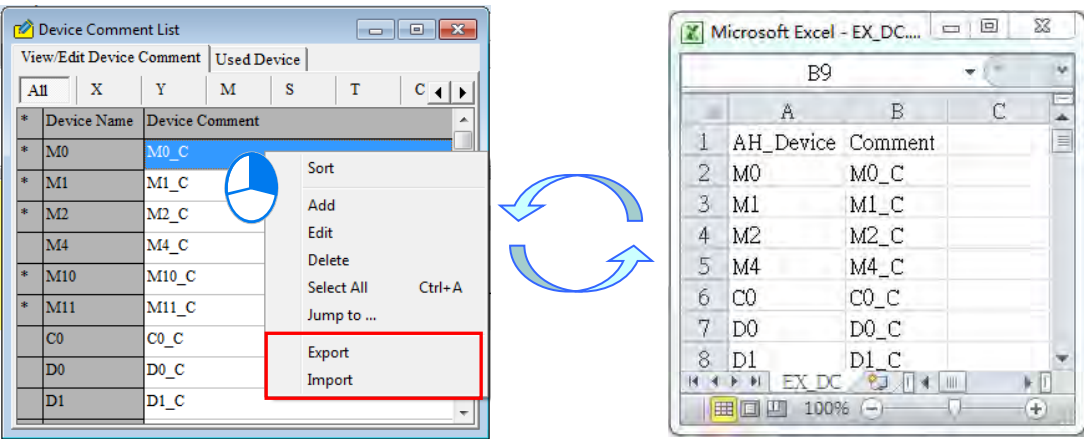 Device Comment List
View/Edit Device Comment Used Device
All X Y M S T C
* Device Name Device Comment
* M0 M0_C
* M1 M1_C
* M2 M2_C
M4 M4_C
* M10 M10_C
* M11 M11_C
C0 C0_C
D0 D0_C
D1 D1_C
Sort
Add
Edit
Delete
Select All Ctrl+A
Jump to ...
Export
Import
Microsoft Excel - EX_DC....
B9
A B C
1 AH_Device Comment
2 M0 M0_C
3 M1 M1_C
4 M2 M2_C
5 M4 M4_C
6 C0 C0_C
7 D0 D0_C
8 D1 D1_C
EX_DC
100%